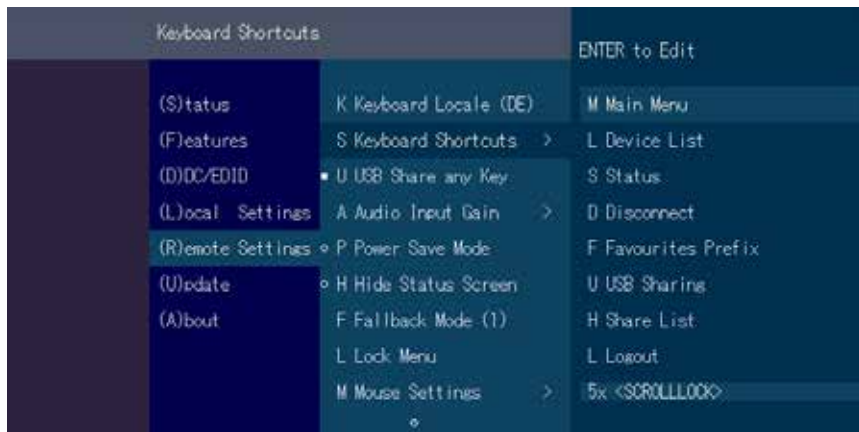 Keyboard Shortcuts
ENTER to Edit
(S)tatus
(F)eatures
(D)DC/EDID
(L)ocal Settings
(R)emote Settings
(U)pdate
(A)bout
K Keyboard Locale (DE)
S Keyboard Shortcuts >
U USB Share any Key
A Audio Input Gain >
P Power Save Mode
H Hide Status Screen
F Fallback Mode (1)
L Lock Menu
M Mouse Settings >
M Main Menu
L Device List
S Status
D Disconnect
F Favourites Prefix
U USB Sharing
H Share List
L Logout
5x <SCROLLLOCK>